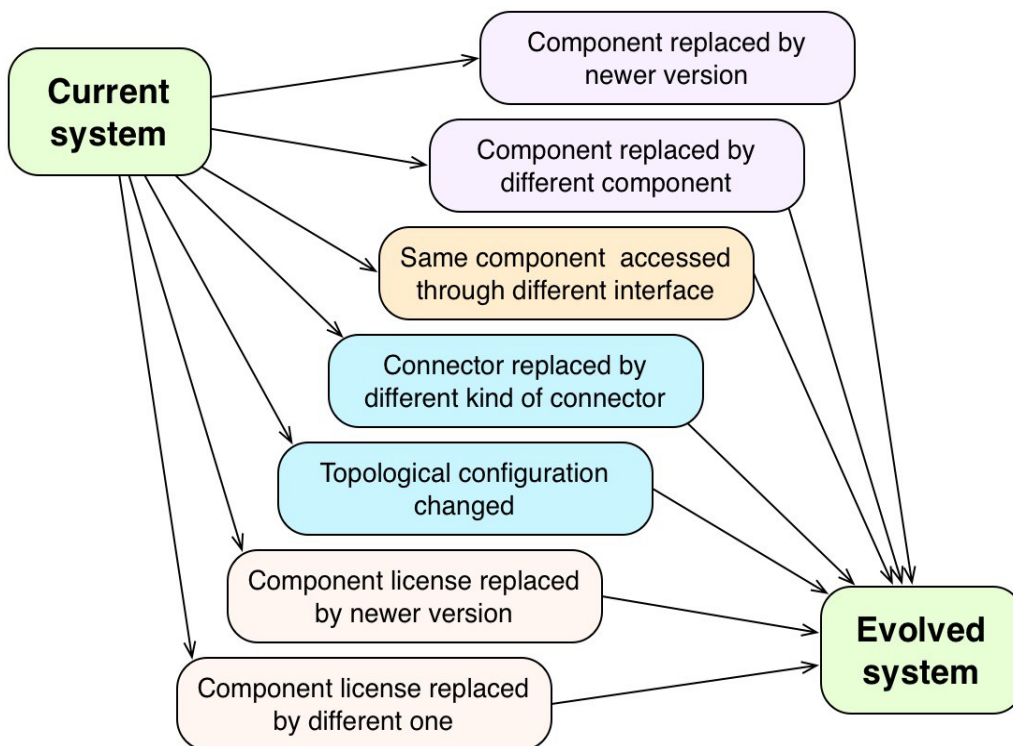 Current
system
Component replaced by
newer version
Component replaced by
different component
Same component  accessed
through different interface
Connector replaced by
different kind of connector
Topological configuration
changed
Component license replaced
by newer version
Component license replaced
by different one
Evolved
system